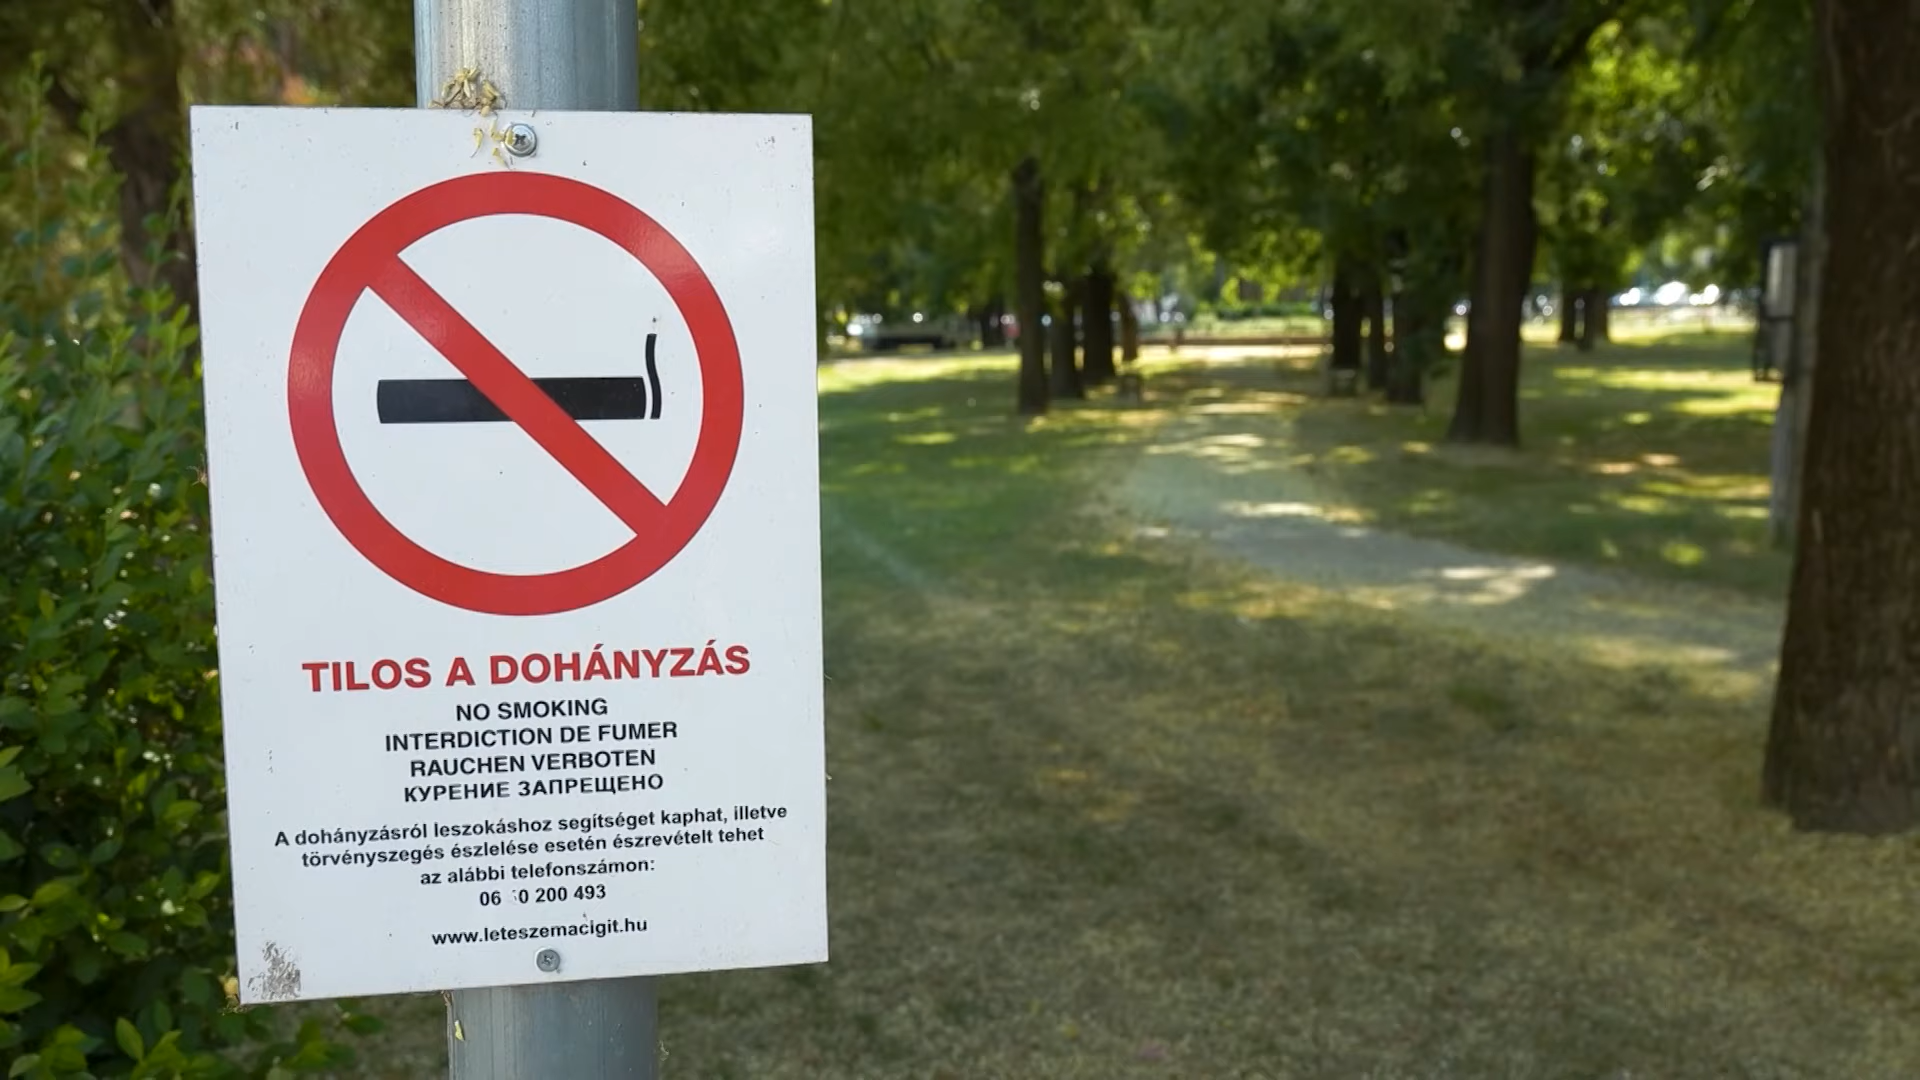 TILOS A DOHÁNYZÁS
NO SMOKING
INTERDICTION DE FUMER
RAUCHEN VERBOTEN
КУРЕНИЕ ЗАПРЕЩЕНО
A dohányzásról leszokáshoz segítséget kaphat, illetve
törvényszegés észlelése esetén észrevételt tehet
az alábbi telefonszámon:
06 0 200 493
www.leteszemacigit.hu